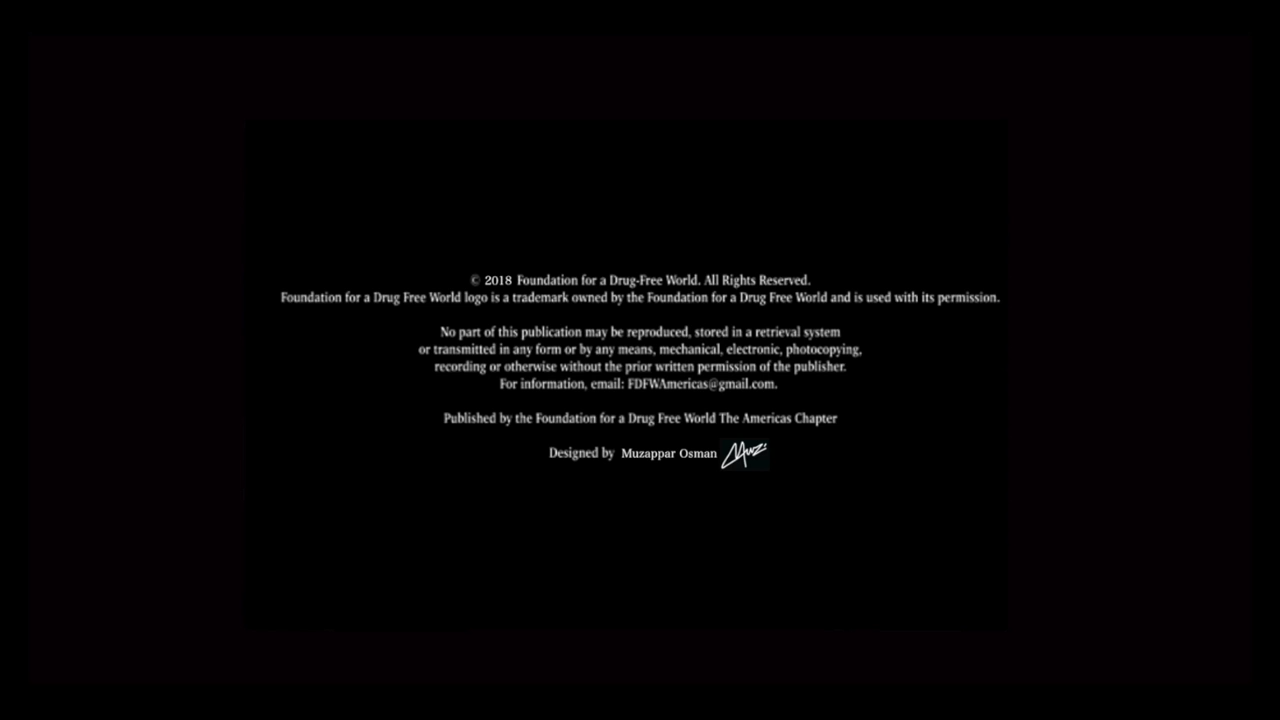 © 2018 Foundation for a Drug-Free World. All Rights Reserved.
Foundation for a Drug Free World logo is a trademark owned by the Foundation for a Drug Free World and is used with its permission.
No part of this publication may be reproduced, stored in a retrieval system
or transmitted in any form or by any means, mechanical, electronic, photocopying,
recording or otherwise without the prior written permission of the publisher.
For information, email: FDFWAmericas@gmail.com.
Published by the Foundation for a Drug Free World The Americas Chapter
Designed by Muzappar Osman Muz